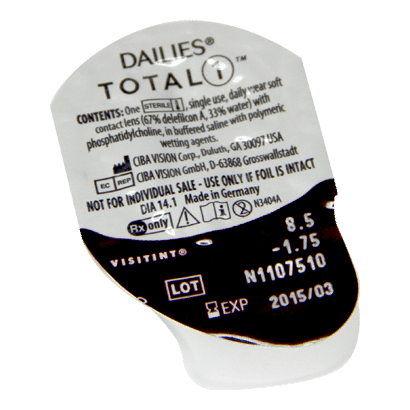 DAILIES®
TOTAL 1™
CONTENTS: One STERILE, single use, daily wear soft
contact lens (67% delefilcon A, 33% water) with
phosphatidylcholine, in buffered saline with polymeric
wetting agents.
CIBA VISION Corp., Duluth, GA 30097 USA
EC REP CIBA VISION GmbH, D-63868 Grosswallstadt
NOT FOR INDIVIDUAL SALE - USE ONLY IF FOIL IS INTACT
DIA 14.1 Made in Germany
Rx only N3404A
VISITINT® 8.5
-1.75
LOT N1107510
EXP 2015/03